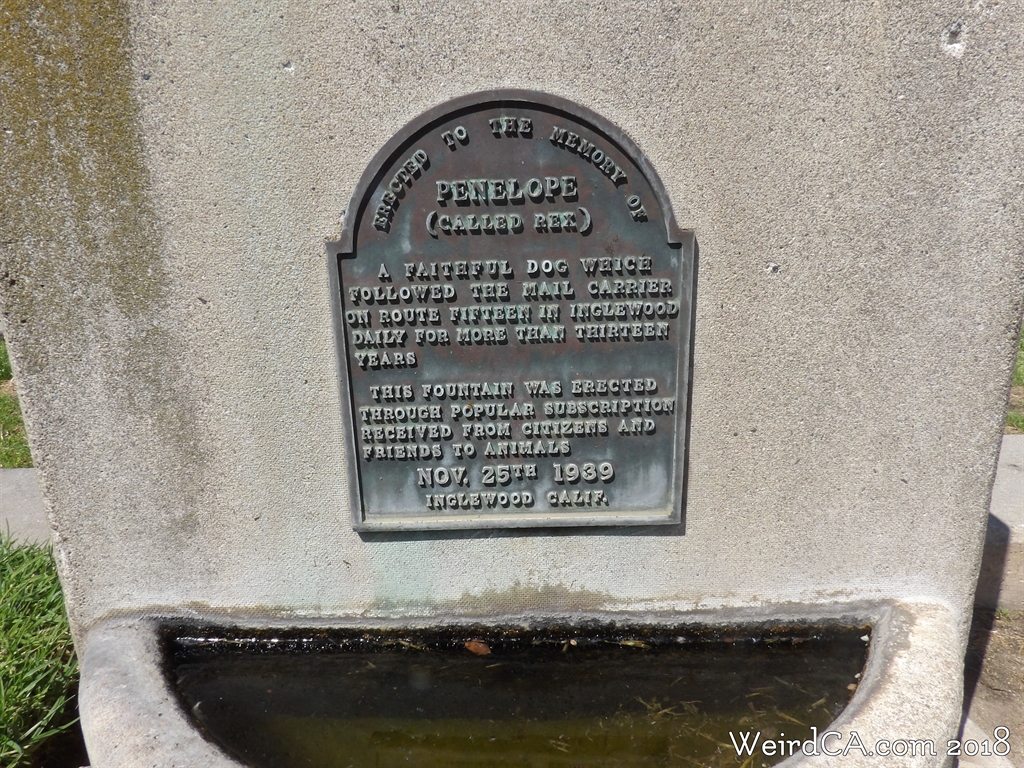 ERECTED TO THE MEMORY OF
PENELOPE
(CALLED REX)
A FAITHFUL DOG WHICH
FOLLOWED THE MAIL CARRIER
ON ROUTE FIFTEEN IN INGLEWOOD
DAILY FOR MORE THAN THIRTEEN
YEARS
THIS FOUNTAIN WAS ERECTED
THROUGH POPULAR SUBSCRIPTION
RECEIVED FROM CITIZENS AND
FRIENDS TO ANIMALS
NOV. 25TH 1939
INGLEWOOD CALIF.
WeirdCA.com 2018